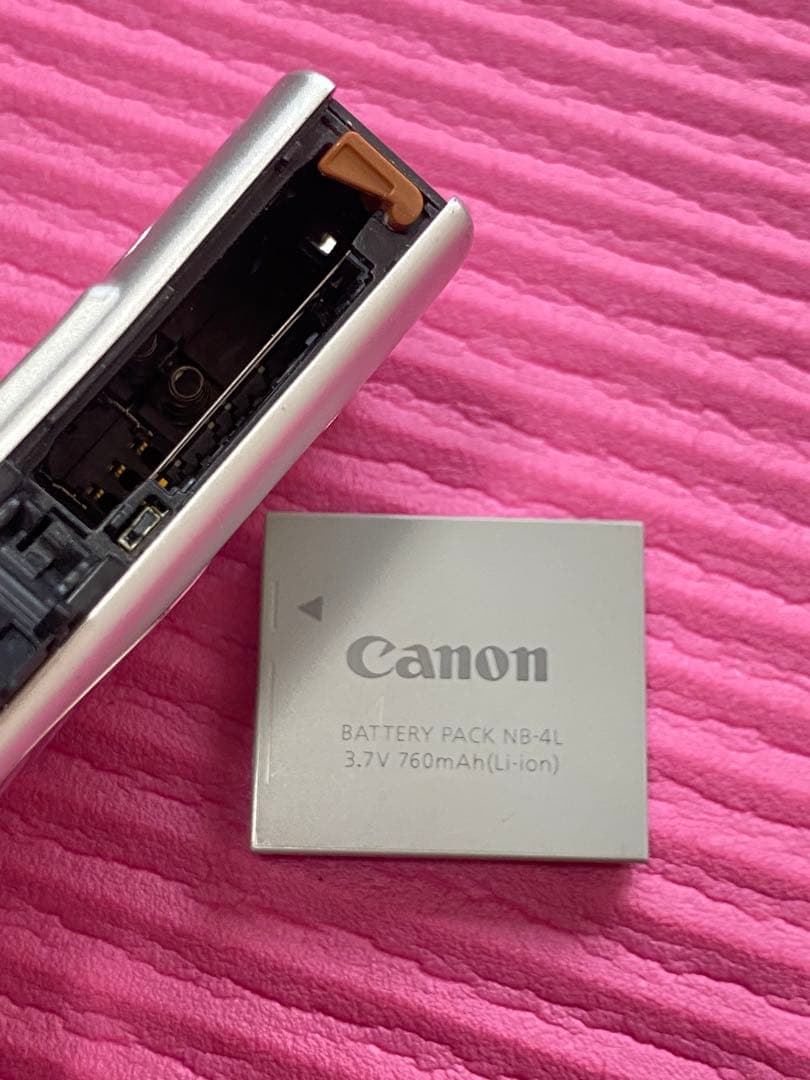 Canon
BATTERY PACK NB-4L
3.7V 760mAh(Li-ion)